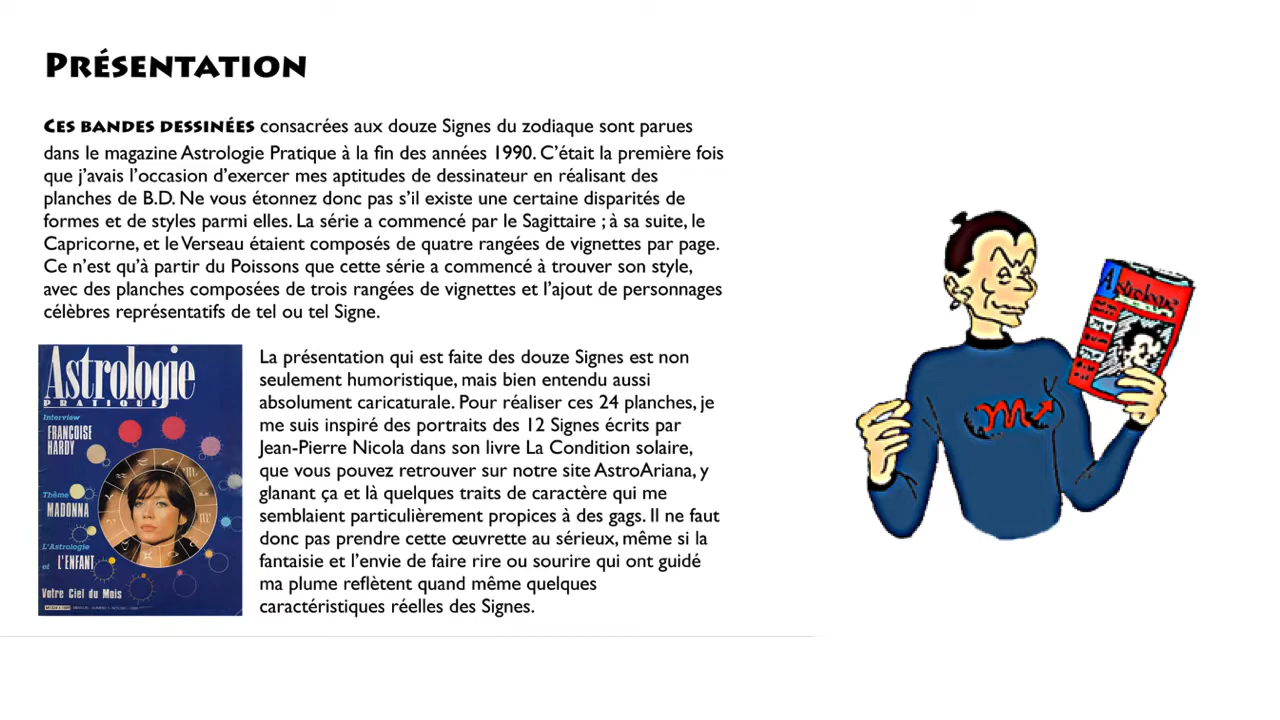 PRÉSENTATION
CES BANDES DESSINÉES consacrées aux douze Signes du zodiaque sont parues
dans le magazine Astrologie Pratique à la fin des années 1990. C'était la première fois
que j'avais l'occasion d'exercer mes aptitudes de dessinateur en réalisant des
planches de B.D. Ne vous étonnez donc pas s'il existe une certaine disparités de
formes et de styles parmi elles. La série a commencé par le Sagittaire ; à sa suite, le
Capricorne, et le Verseau étaient composés de quatre rangées de vignettes par page.
Ce n'est qu'à partir du Poissons que cette série a commencé à trouver son style,
avec des planches composées de trois rangées de vignettes et l'ajout de personnages
célèbres représentatifs de tel ou tel Signe.
La présentation qui est faite des douze Signes est non
seulement humoristique, mais bien entendu aussi
absolument caricaturale. Pour réaliser ces 24 planches, je
me suis inspiré des portraits des 12 Signes écrits par
Jean-Pierre Nicola dans son livre La Condition solaire,
que vous pouvez retrouver sur notre site AstroAriana, y
glanant ça et là quelques traits de caractère qui me
semblaient particulièrement propices à des gags. Il ne faut
donc pas prendre cette œuvrette au sérieux, même si la
fantaisie et l'envie de faire rire ou sourire qui ont guidé
ma plume reflètent quand même quelques
caractéristiques réelles des Signes.
Astrologie
PRATIQUE
Interview
FRANÇOISE
HARDY
Thème
MADONNA
L'Astrologie
et L'ENFANT
Votre Ciel du Mois
Astrologie